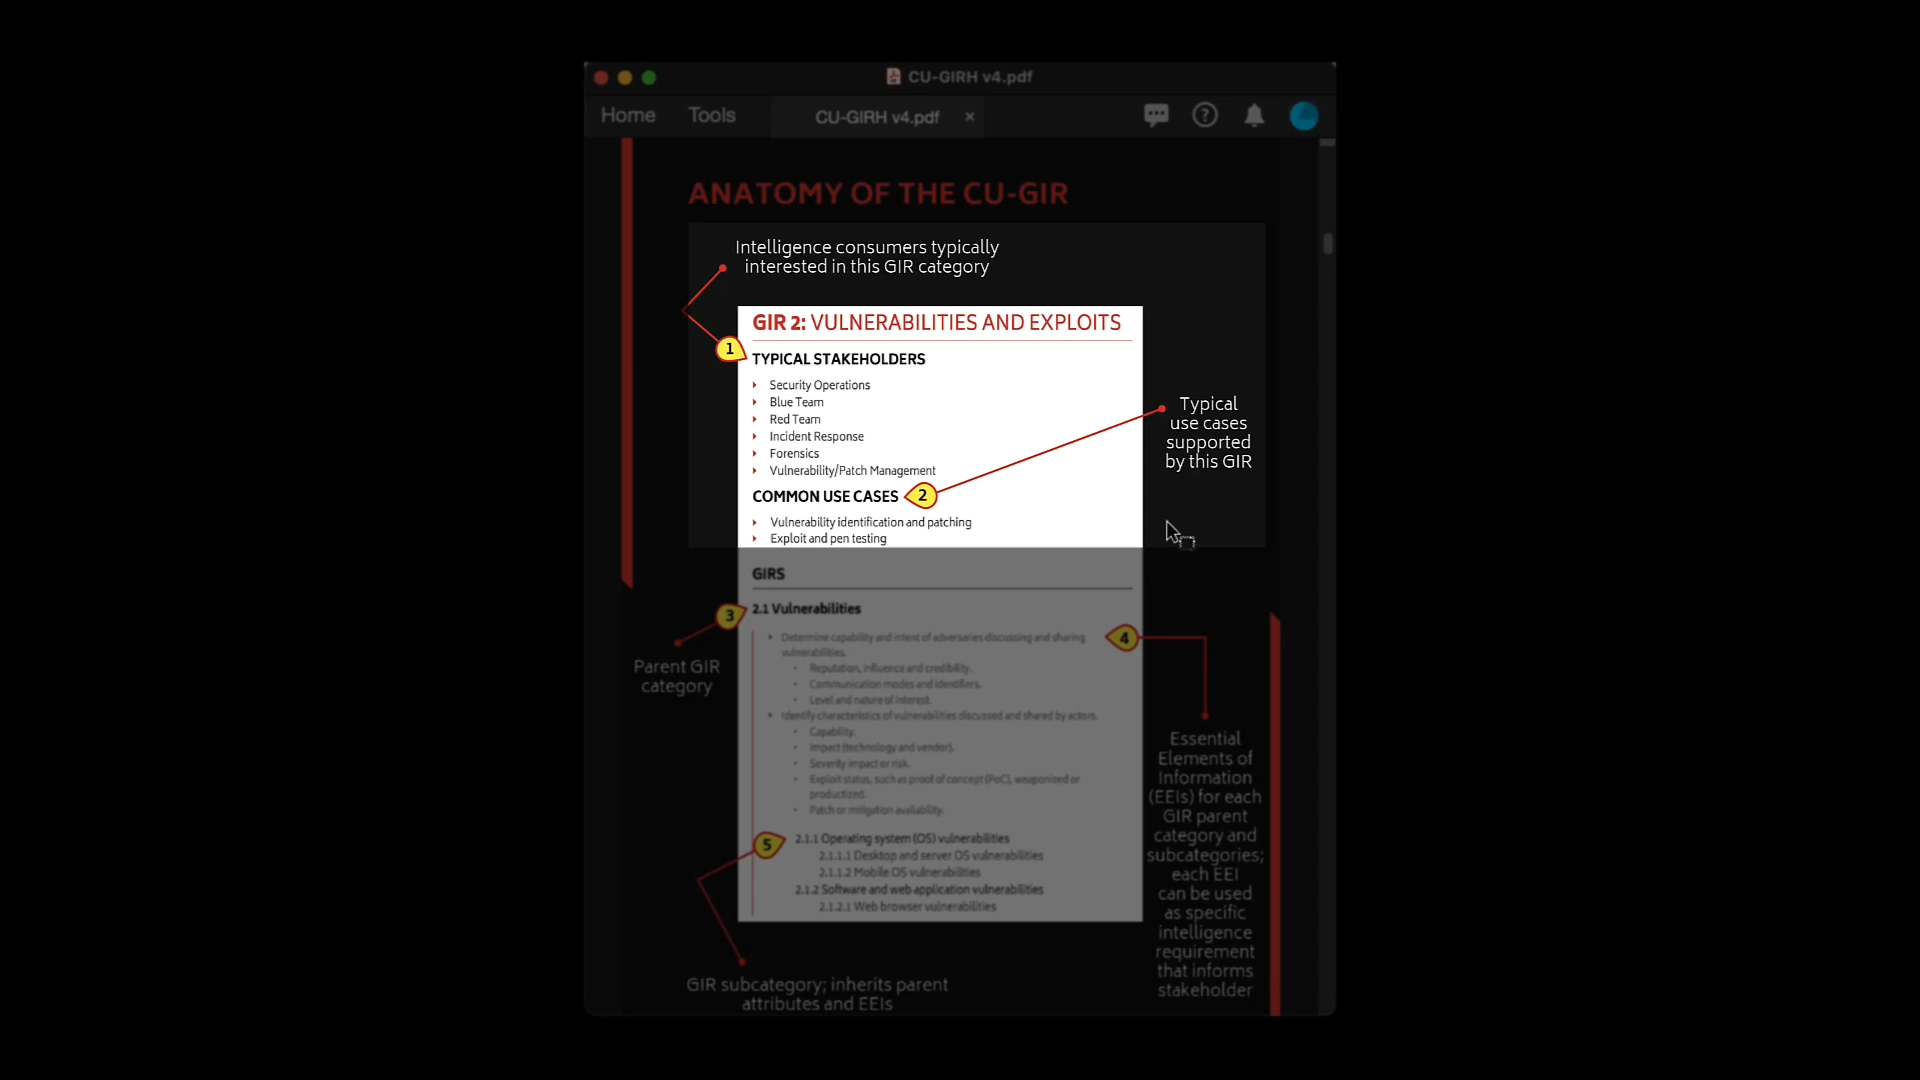 CU-GIRH v4.pdf
Home
Tools
CU-GIRH v4.pdf
ANATOMY OF THE CU-GIR
Intelligence consumers typically
interested in this GIR category
GIR 2: VULNERABILITIES AND EXPLOITS
1
TYPICAL STAKEHOLDERS
Security Operations
Blue Team
Red Team
Incident Response
Forensics
Vulnerability/Patch Management
Typical
use cases
supported
by this GIR
COMMON USE CASES
2
Vulnerability identification and patching
Exploit and pen testing
GIRS
3
2.1 Vulnerabilities
Parent GIR
category
Determine capability and intent of adversaries discussing and sharing
vulnerabilities.
Reputation, influence and credibility.
Communication modes and identifiers.
Level and nature of interest.
Identify characteristics of vulnerabilities discussed and shared by actors.
Capability.
Impact (technology and vendor).
Severity impact or risk.
Exploit status, such as proof of concept (PoC), weaponized or
productized.
Patch or mitigation availability.
4
Essential
Elements of
Information
(EEIs) for each
GIR parent
category and
subcategories;
each EEI
can be used
as specific
intelligence
requirement
that informs
stakeholder
5
2.1.1 Operating system (OS) vulnerabilities
2.1.1.1 Desktop and server OS vulnerabilities
2.1.1.2 Mobile OS vulnerabilities
2.1.2 Software and web application vulnerabilities
2.1.2.1 Web browser vulnerabilities
GIR subcategory; inherits parent
attributes and EEIs